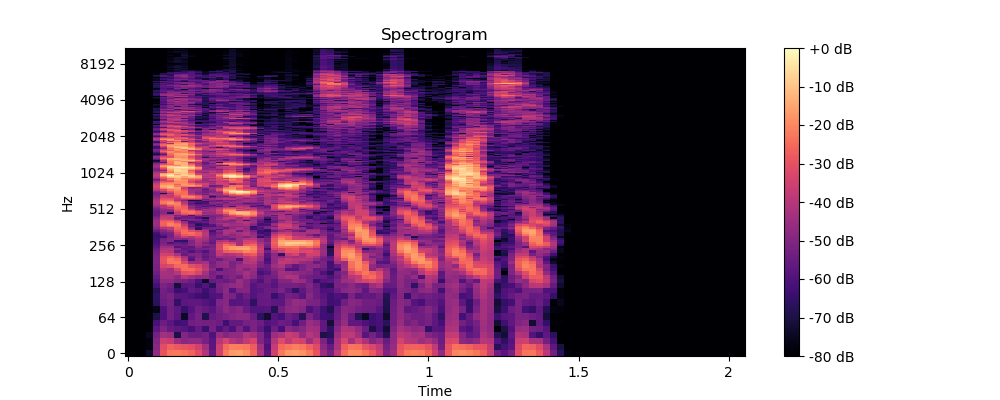 Spectrogram
8192
4096
2048
1024
512
256
128
64
0
Hz
0
0.5
1
1.5
2
Time
+0 dB
-10 dB
-20 dB
-30 dB
-40 dB
-50 dB
-60 dB
-70 dB
-80 dB